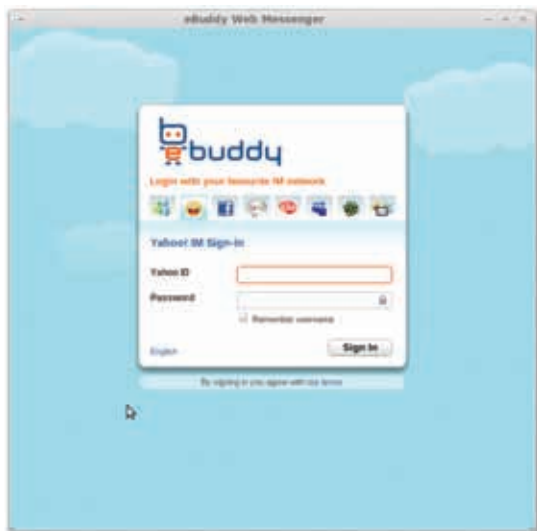 eBuddy Web Messenger
ebuddy
Login with your favourite IM network
Yahoo! IM Sign-in
Yahoo ID
Password
Remember username
English
Sign In
By signing in you agree with our terms